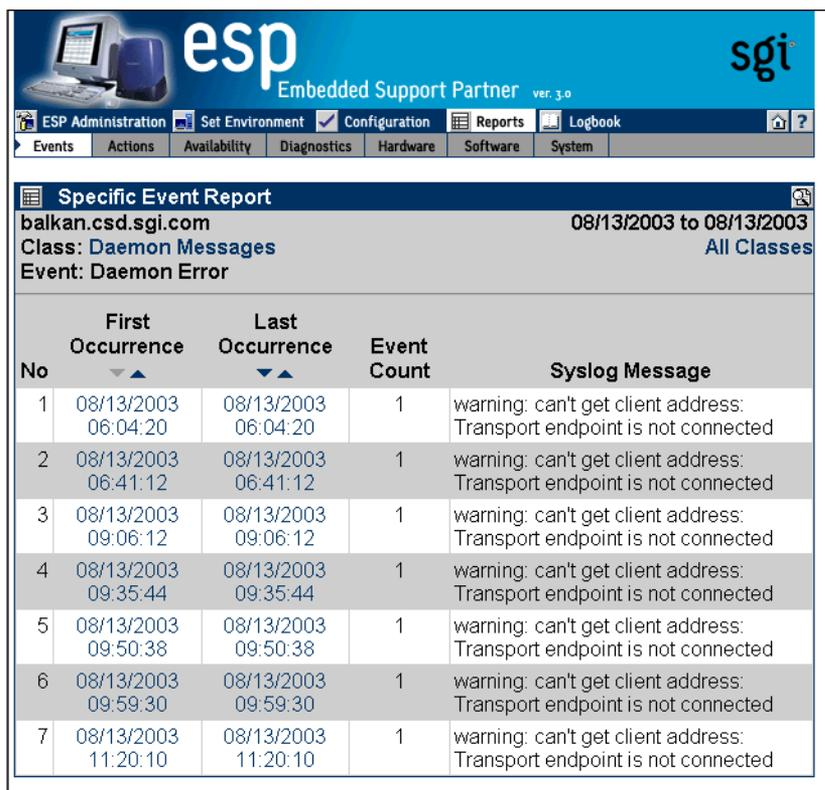 esp
Embedded Support Partner ver. 3.0
sgi
ESP Administration Set Environment Configuration Reports Logbook ?
Events Actions Availability Diagnostics Hardware Software System
Specific Event Report
balkan.csd.sgi.com 08/13/2003 to 08/13/2003
Class: Daemon Messages All Classes
Event: Daemon Error
First Last
Occurrence Occurrence Event
No Count Syslog Message
1 08/13/2003 08/13/2003 1 warning: can't get client address:
06:04:20 06:04:20 Transport endpoint is not connected
2 08/13/2003 08/13/2003 1 warning: can't get client address:
06:41:12 06:41:12 Transport endpoint is not connected
3 08/13/2003 08/13/2003 1 warning: can't get client address:
09:06:12 09:06:12 Transport endpoint is not connected
4 08/13/2003 08/13/2003 1 warning: can't get client address:
09:35:44 09:35:44 Transport endpoint is not connected
5 08/13/2003 08/13/2003 1 warning: can't get client address:
09:50:38 09:50:38 Transport endpoint is not connected
6 08/13/2003 08/13/2003 1 warning: can't get client address:
09:59:30 09:59:30 Transport endpoint is not connected
7 08/13/2003 08/13/2003 1 warning: can't get client address:
11:20:10 11:20:10 Transport endpoint is not connected